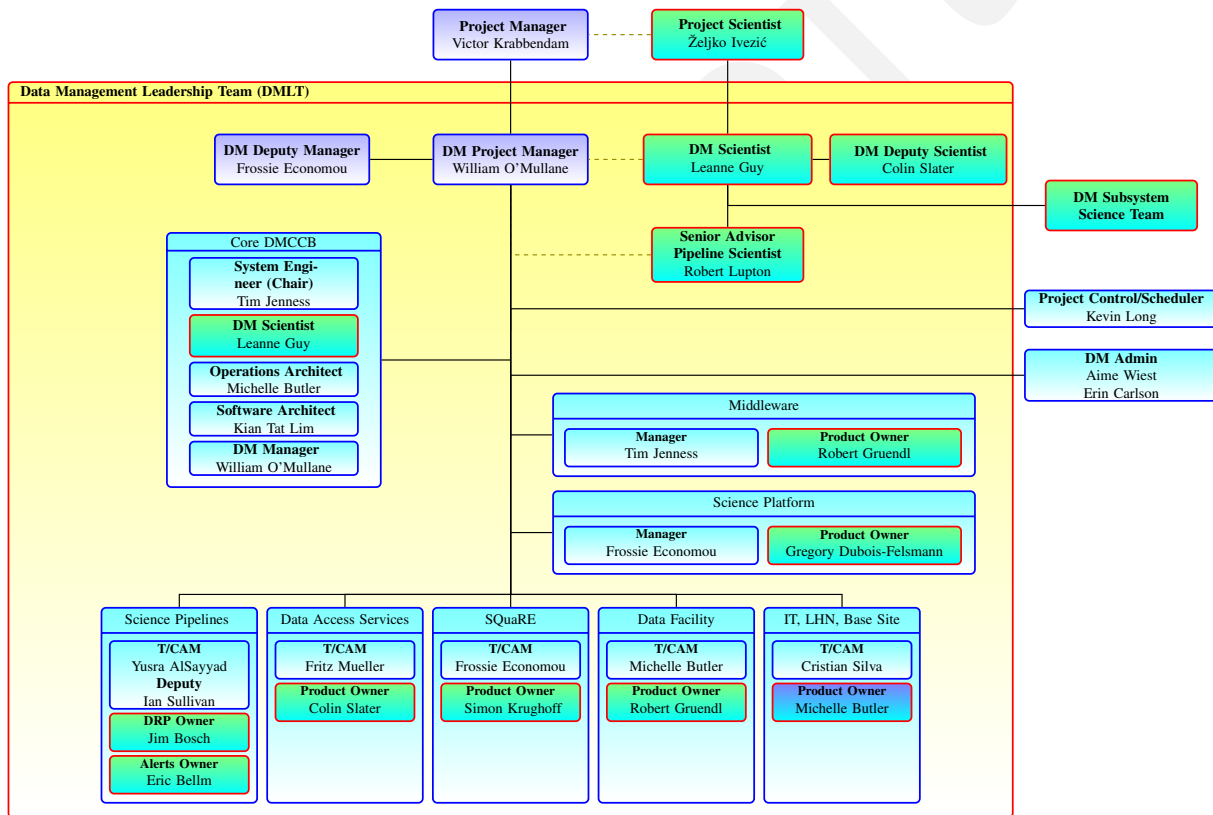 Project Manager
Victor Krabbendam
Project Scientist
Željko Ivezić
Data Management Leadership Team (DMLT)
DM Deputy Manager
Frossie Economou
DM Project Manager
William O'Mullane
DM Scientist
Leanne Guy
DM Deputy Scientist
Colin Slater
DM Subsystem
Science Team
Senior Advisor
Pipeline Scientist
Robert Lupton
Core DMCCB
System Engi-
neer (Chair)
Tim Jenness
DM Scientist
Leanne Guy
Operations Architect
Michelle Butler
Software Architect
Kian Tat Lim
DM Manager
William O'Mullane
Project Control/Scheduler
Kevin Long
DM Admin
Aime Wiest
Erin Carlson
Middleware
Manager
Tim Jenness
Product Owner
Robert Gruendl
Science Platform
Manager
Frossie Economou
Product Owner
Gregory Dubois-Felsmann
Science Pipelines
T/CAM
Yusra AlSayyad
Deputy
Ian Sullivan
DRP Owner
Jim Bosch
Alerts Owner
Eric Bellm
Data Access Services
T/CAM
Fritz Mueller
Product Owner
Colin Slater
SQuaRE
T/CAM
Frossie Economou
Product Owner
Simon Krughoff
Data Facility
T/CAM
Michelle Butler
Product Owner
Robert Gruendl
IT, LHN, Base Site
T/CAM
Cristian Silva
Product Owner
Michelle Butler